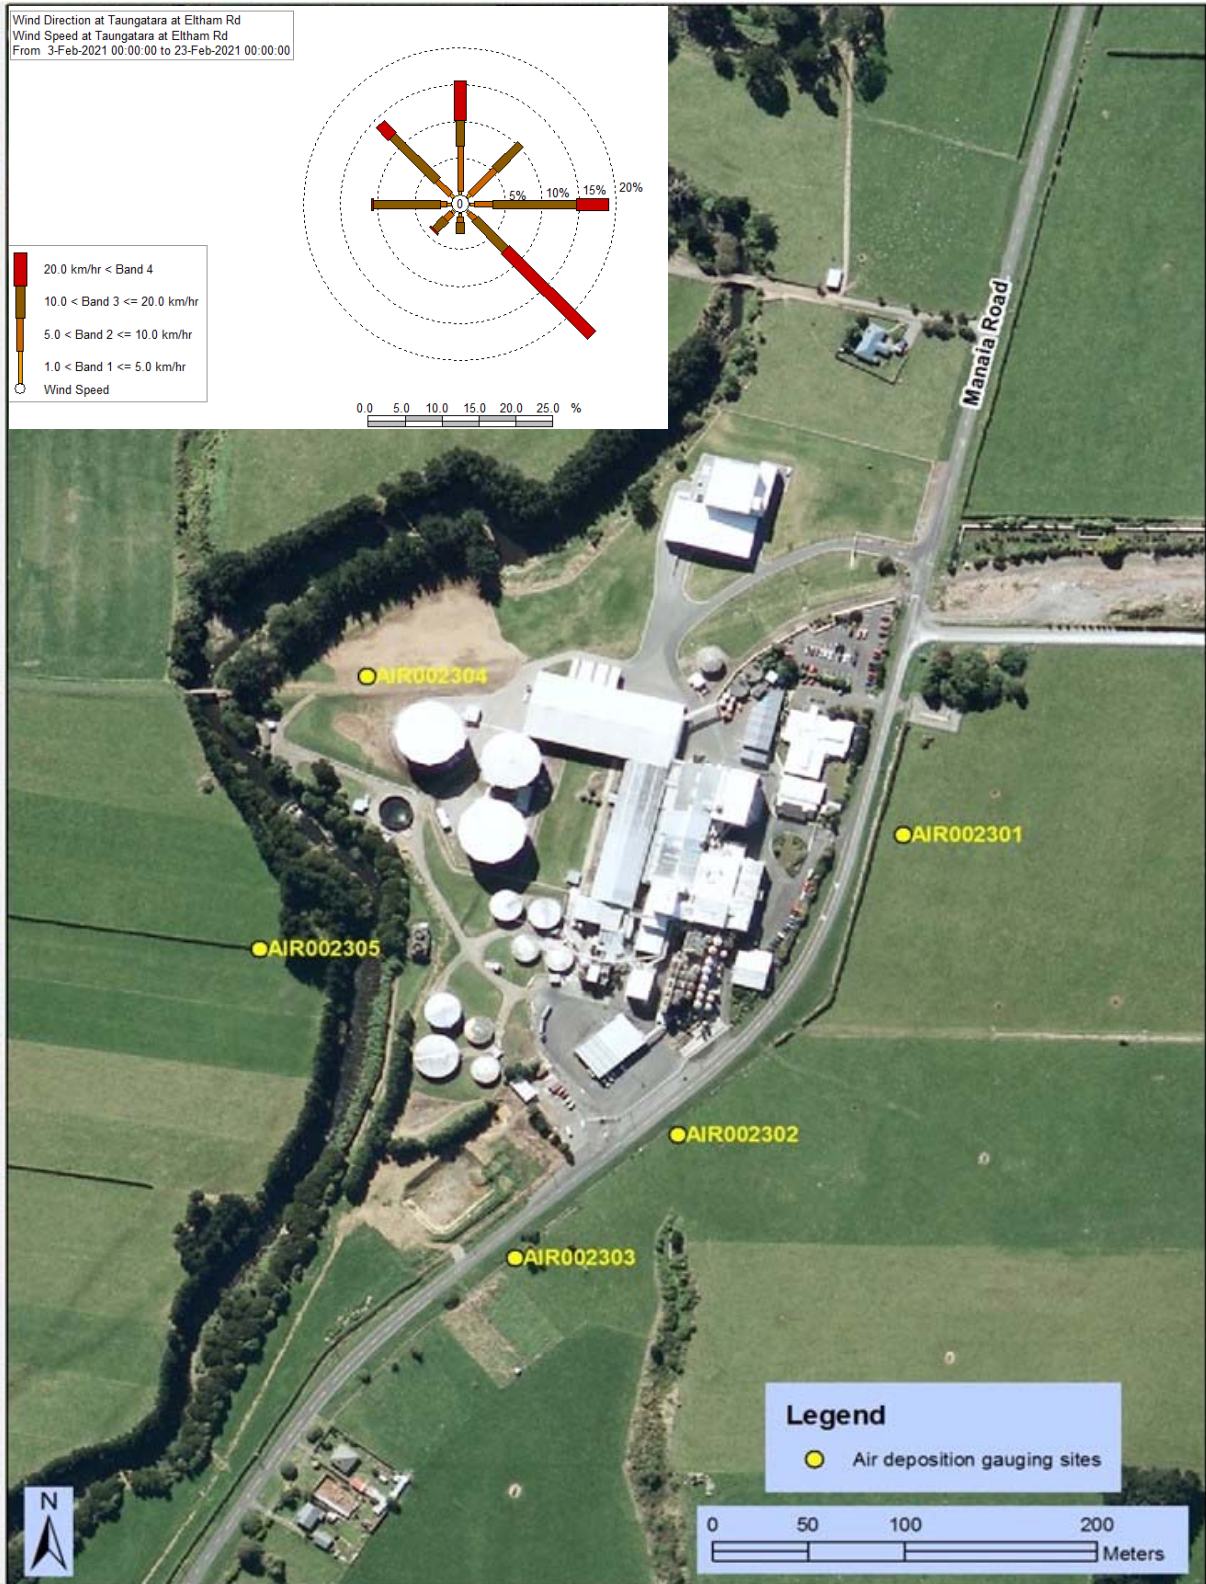 Wind Direction at Taungatara at Eltham Rd
Wind Speed at Taungatara at Eltham Rd
From 3-Feb-2021 00:00:00 to 23-Feb-2021 00:00:00
0 5% 10% 15% 20%
20.0 km/hr < Band 4
10.0 < Band 3 <= 20.0 km/hr
5.0 < Band 2 <= 10.0 km/hr
1.0 < Band 1 <= 5.0 km/hr
Wind Speed
0.0 5.0 10.0 15.0 20.0 25.0 %
Manaia Road
AIR002304
AIR002301
AIR002305
AIR002302
AIR002303
Legend
Air deposition gauging sites
N
0 50 100 200
Meters